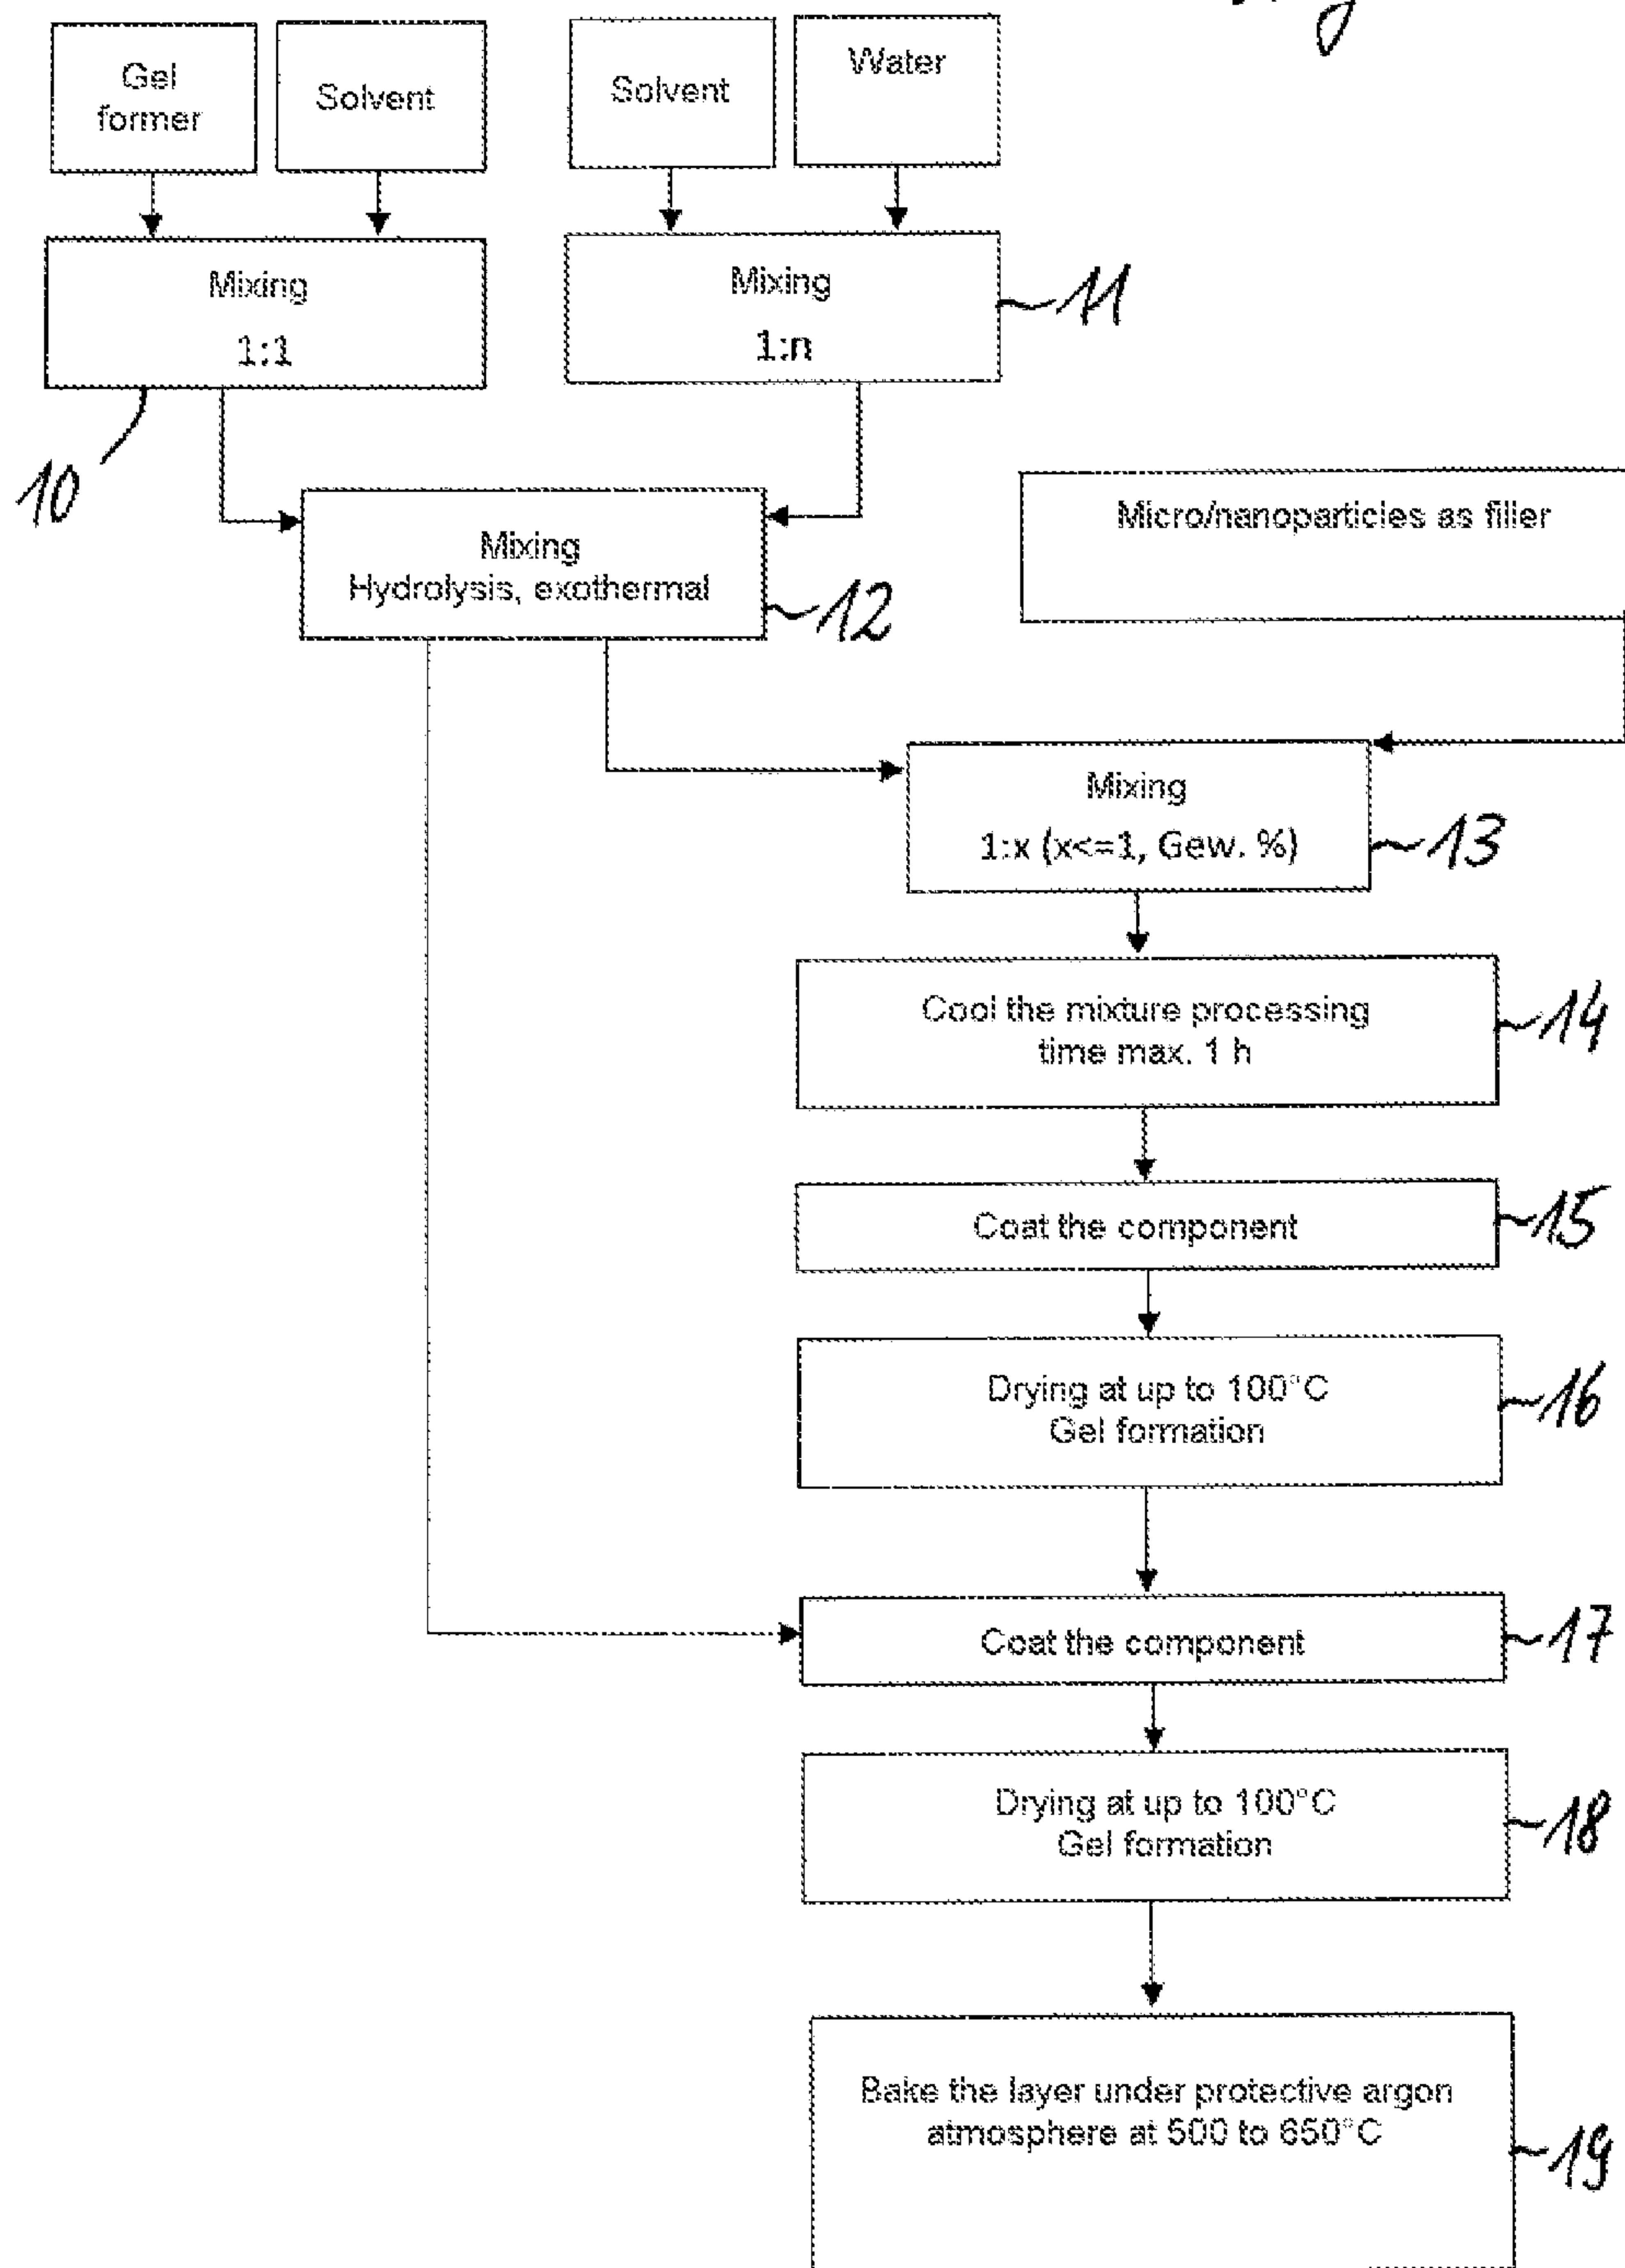 Gel
former
Solvent
Solvent
Water
Mixing
1:1
Mixing
1:n
11
10
Mixing
Hydrolysis, exothermal
12
Micro/nanoparticles as filler
Mixing
1:x (x<=1, Gew. %)
13
Cool the mixture processing
time max. 1 h
14
Coat the component
15
Drying at up to 100°C
Gel formation
16
Coat the component
17
Drying at up to 100°C
Gel formation
18
Bake the layer under protective argon
atmosphere at 500 to 650°C
19